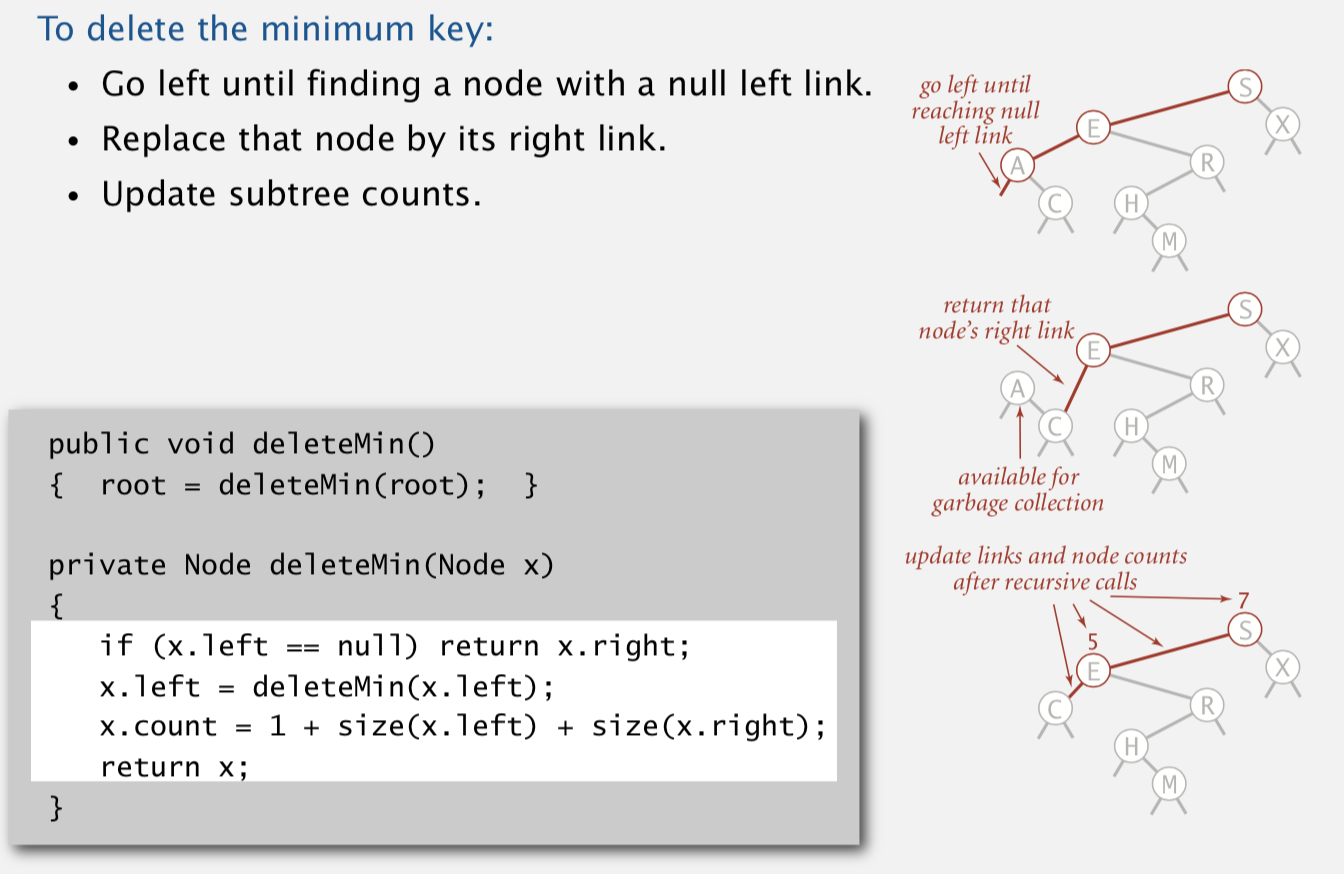 To delete the minimum key:
• Go left until finding a node with a null left link.
• Replace that node by its right link.
• Update subtree counts.
public void deleteMin()
{  root = deleteMin(root);  }
private Node deleteMin(Node x)
{
if (x.left == null) return x.right;
x.left = deleteMin(x.left);
x.count = 1 + size(x.left) + size(x.right);
return x;
}
go left until
reaching null
left link
S
X
E
A
R
C
H
M
return that
node's right link
S
X
E
A
R
C
H
M
available for
garbage collection
update links and node counts
after recursive calls
7
S
5
X
E
C
R
H
M